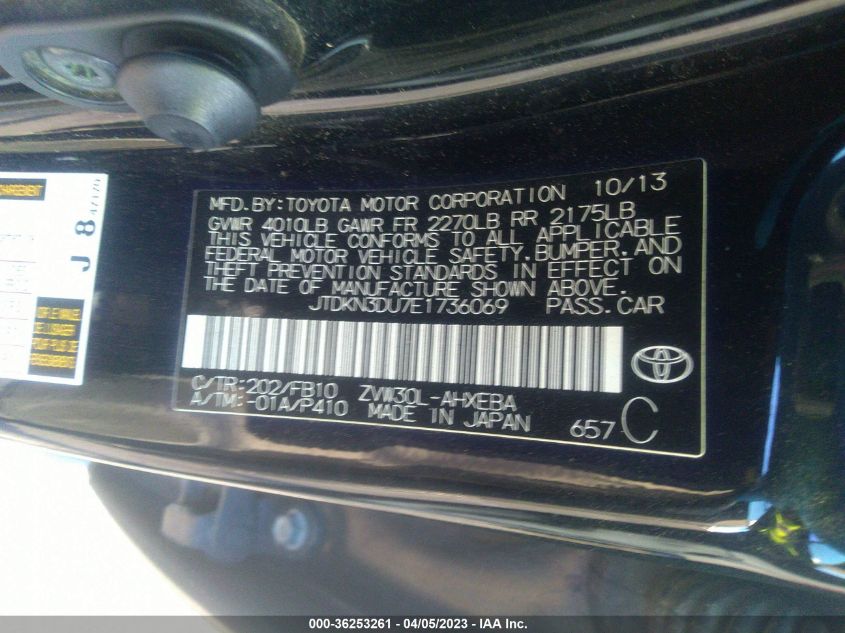 CHARGEMENT
J 8
MFD.BY:TOYOTA MOTOR CORPORATION 10/13
GVWR 4010LB GAWR FR 2270LB RR 2175LB
THIS VEHICLE CONFORMS TO ALL APPLICABLE
FEDERAL MOTOR VEHICLE SAFETY,BUMPER,AND
THEFT PREVENTION STANDARDS IN EFFECT ON
THE DATE OF MANUFACTURE SHOWN ABOVE.
JTDKN3DU7E1736069 PASS.CAR
C/TR:202/FB10 ZVW30L-AHXEBA
A/TM:-01A/P410 MADE IN JAPAN
657 C
000-36253261 - 04/05/2023 - IAA Inc.